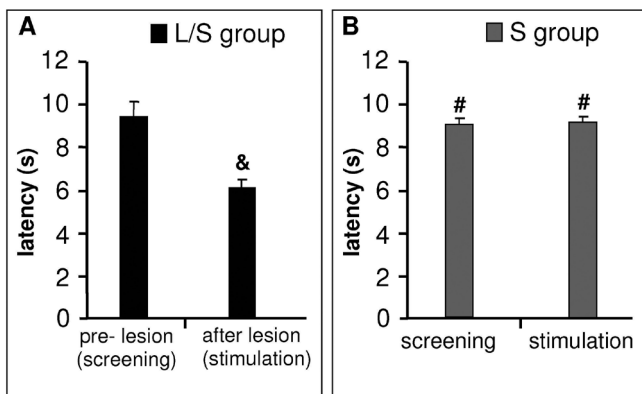 A
L/S group
latency (s)
12
10
8
6
4
2
0
&
pre- lesion
(screening)
after lesion
(stimulation)
B
S group
latency (s)
12
10
8
6
4
2
0
#
#
screening
stimulation